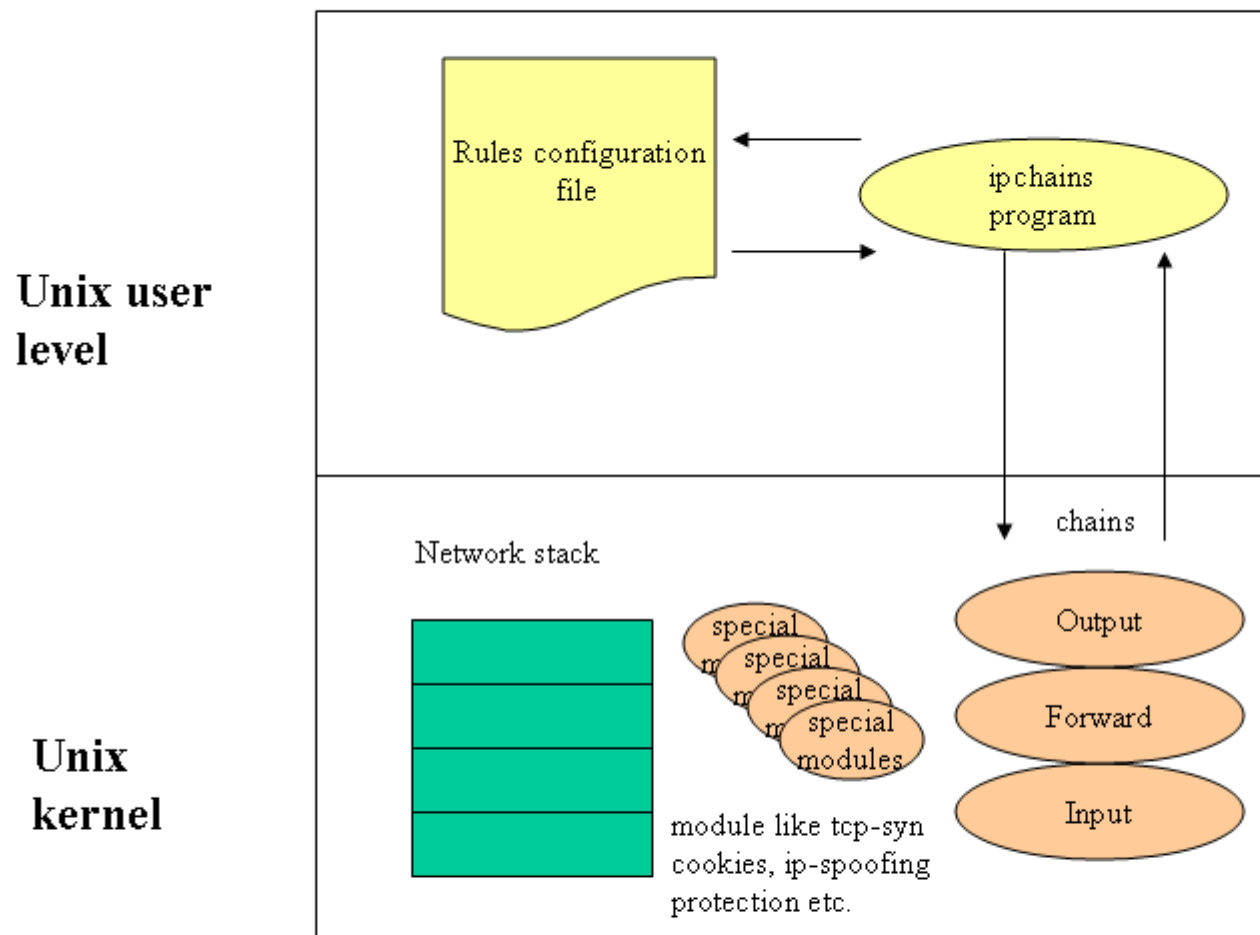 Unix user
level
Rules configuration
file
ipchains
program
Unix
kernel
Network stack
chains
special
m
special
m
special
m
special
modules
module like tcp-syn
cookies, ip-spoofing
protection etc.
Output
Forward
Input